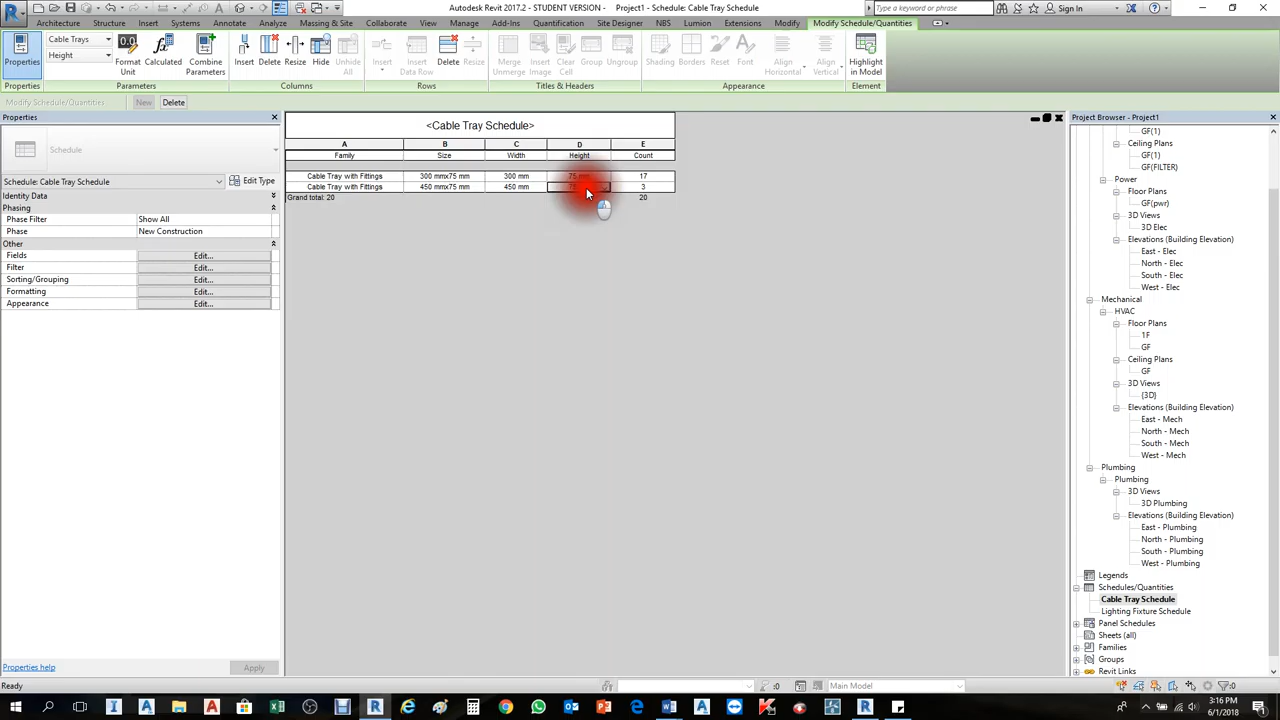 Autodesk Revit 2017.2 - STUDENT VERSION - Project1 - Schedule: Cable Tray Schedule
Type a keyword or phrase
Sign In
Architecture Structure Insert Systems Annotate Analyze Massing & Site Collaborate View Manage Add-Ins Quantification Site Designer NBS Lumion Extensions Modify Modify Schedule/Quantities
Properties
Cable Trays
Height
Format Unit
Calculated
Combine Parameters
Insert
Delete
Resize
Hide
Unhide All
Insert
Insert Data Row
Delete
Resize
Merge Unmerge
Insert Image
Clear Cell
Group
Ungroup
Shading
Borders
Reset
Font
Align Horizontal
Align Vertical
Highlight in Model
Properties Parameters Columns Rows Titles & Headers Appearance Element
Modify Schedule/Quantities New Delete
Properties
Schedule
Schedule: Cable Tray Schedule Edit Type
Identity Data
Phasing
Phase Filter Show All
Phase New Construction
Other
Fields Edit...
Filter Edit...
Sorting/Grouping Edit...
Formatting Edit...
Appearance Edit...
Properties help Apply
<Cable Tray Schedule>
A B C D E
Family Size Width Height Count
Cable Tray with Fittings 300 mmx75 mm 300 mm 75 mm 17
Cable Tray with Fittings 450 mmx75 mm 450 mm 75 3
Grand total: 20 20
Project Browser - Project1
GF(1)
Ceiling Plans
GF(1)
GF(FILTER)
Power
Floor Plans
GF(pwr)
3D Views
3D Elec
Elevations (Building Elevation)
East - Elec
North - Elec
South - Elec
West - Elec
Mechanical
HVAC
Floor Plans
1F
GF
Ceiling Plans
GF
3D Views
{3D}
Elevations (Building Elevation)
East - Mech
North - Mech
South - Mech
West - Mech
Plumbing
Plumbing
3D Views
3D Plumbing
Elevations (Building Elevation)
East - Plumbing
North - Plumbing
South - Plumbing
West - Plumbing
Legends
Schedules/Quantities
Cable Tray Schedule
Lighting Fixture Schedule
Panel Schedules
Sheets (all)
Families
Groups
Revit Links
Ready
:0
Main Model
:0
3:16 PM
6/1/2018